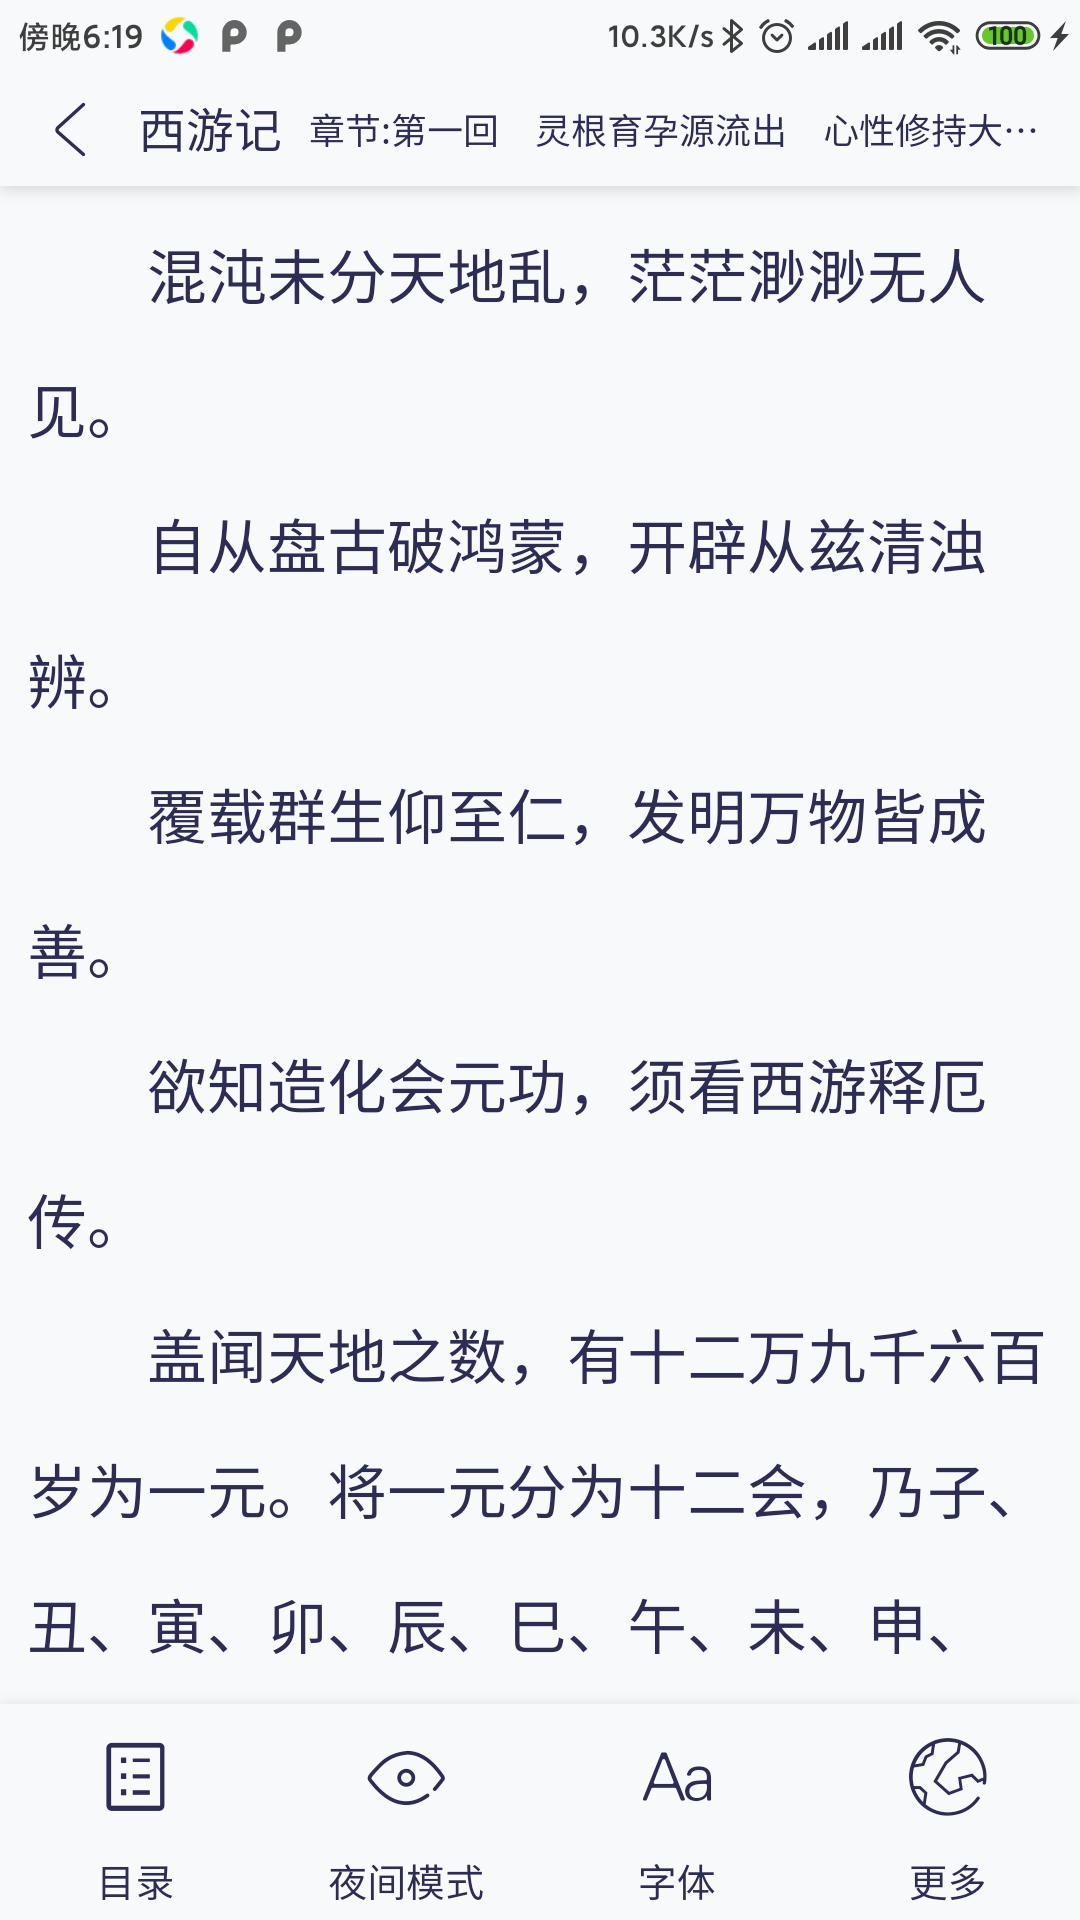 傍晚6:19 10.3K/s 100
西游记 章节:第一回 灵根育孕源流出 心性修持大…
混沌未分天地乱，茫茫渺渺无人
见。
自从盘古破鸿蒙，开辟从兹清浊
辨。
覆载群生仰至仁，发明万物皆成
善。
欲知造化会元功，须看西游释厄
传。
盖闻天地之数，有十二万九千六百
岁为一元。将一元分为十二会，乃子、
丑、寅、卯、辰、巳、午、未、申、
Aa
目录 夜间模式 字体 更多